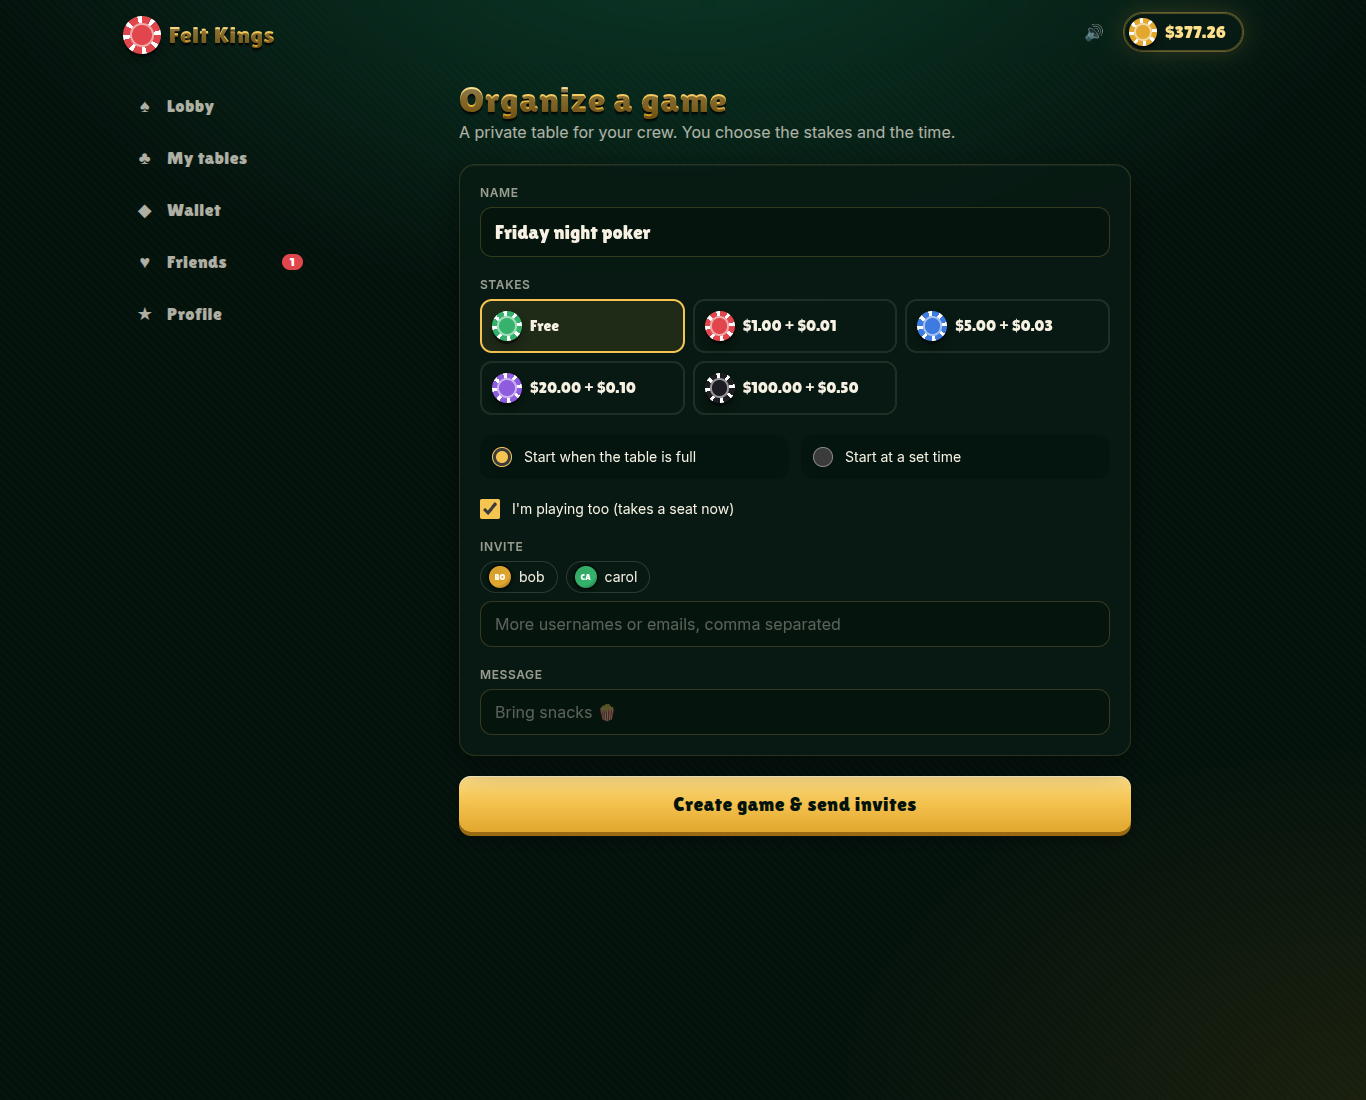 Felt Kings
$377.26
Lobby
My tables
Wallet
Friends
1
Profile
Organize a game
A private table for your crew. You choose the stakes and the time.
NAME
Friday night poker
STAKES
Free
$1.00 + $0.01
$5.00 + $0.03
$20.00 + $0.10
$100.00 + $0.50
Start when the table is full
Start at a set time
I'm playing too (takes a seat now)
INVITE
BO bob
CA carol
More usernames or emails, comma separated
MESSAGE
Bring snacks 🍿
Create game & send invites